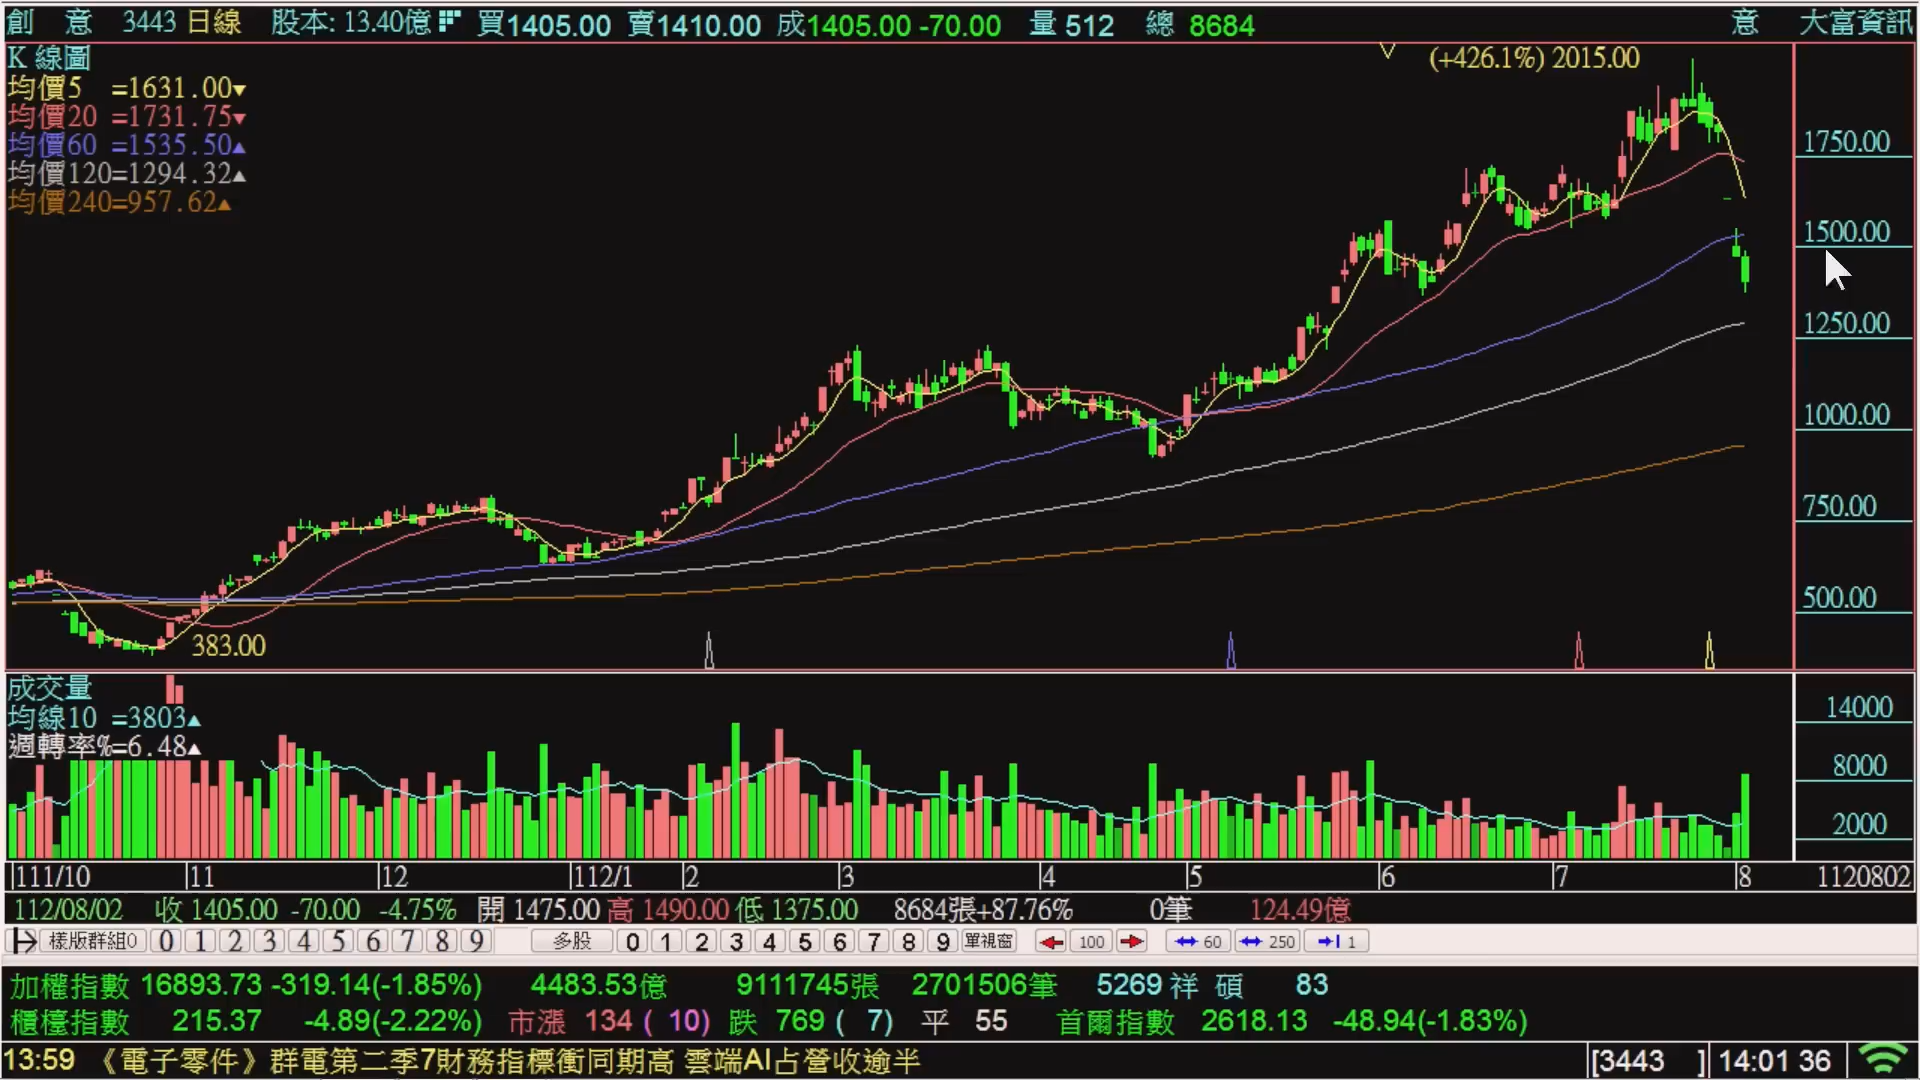 創 意 3443 日線 股本: 13.40億 買1405.00 賣1410.00 成1405.00 -70.00 量 512 總 8684 意 大富資訊
K 線圖 (+426.1%) 2015.00
均價5 =1631.00▼
均價20 =1731.75▼
均價60 =1535.50▲
均價120=1294.32▲
均價240=957.62▲
1750.00
1500.00
1250.00
1000.00
750.00
500.00
383.00
成交量
均線10 =3803▲
週轉率%=6.48▲
14000
8000
2000
111/10 11 12 112/1 2 3 4 5 6 7 8 1120802
112/08/02 收 1405.00 -70.00 -4.75% 開 1475.00 高 1490.00 低 1375.00 8684張+87.76% 0筆 124.49億
樣版群組0 0 1 2 3 4 5 6 7 8 9 多股 0 1 2 3 4 5 6 7 8 9 單視窗 100 60 250 1
加權指數 16893.73 -319.14(-1.85%) 4483.53億 9111745張 2701506筆 5269 祥 碩 83
櫃檯指數 215.37 -4.89(-2.22%) 市漲 134 ( 10) 跌 769 ( 7) 平 55 首爾指數 2618.13 -48.94(-1.83%)
13:59 《電子零件》群電第二季7財務指標衝同期高 雲端AI占營收逾半 [3443 ] 14:01 36